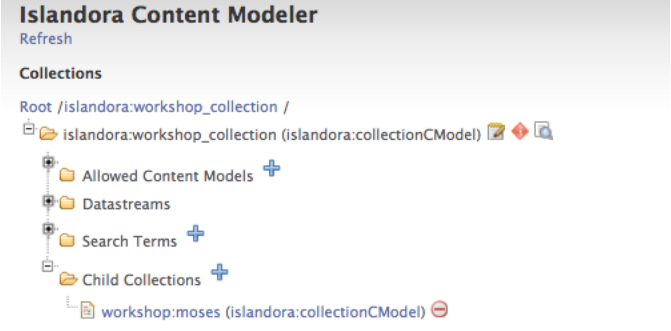 Islandora Content Modeler
Refresh
Collections
Root /islandora:workshop_collection /
islandora:workshop_collection (islandora:collectionCModel)
Allowed Content Models
Datastreams
Search Terms
Child Collections
workshop:moses (islandora:collectionCModel)